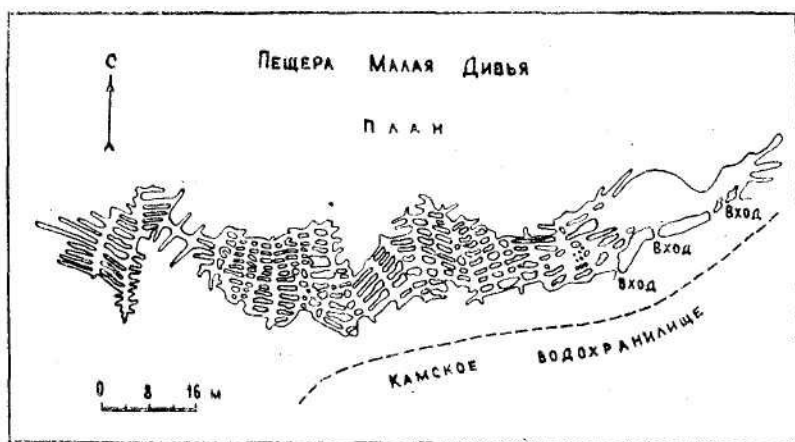 С
ПЕЩЕРА МАЛАЯ ДИВЬЯ
ПЛАН
ВХОД
ВХОД
ВХОД
КАМСКОЕ ВОДОХРАНИЛИЩЕ
0 8 16 М